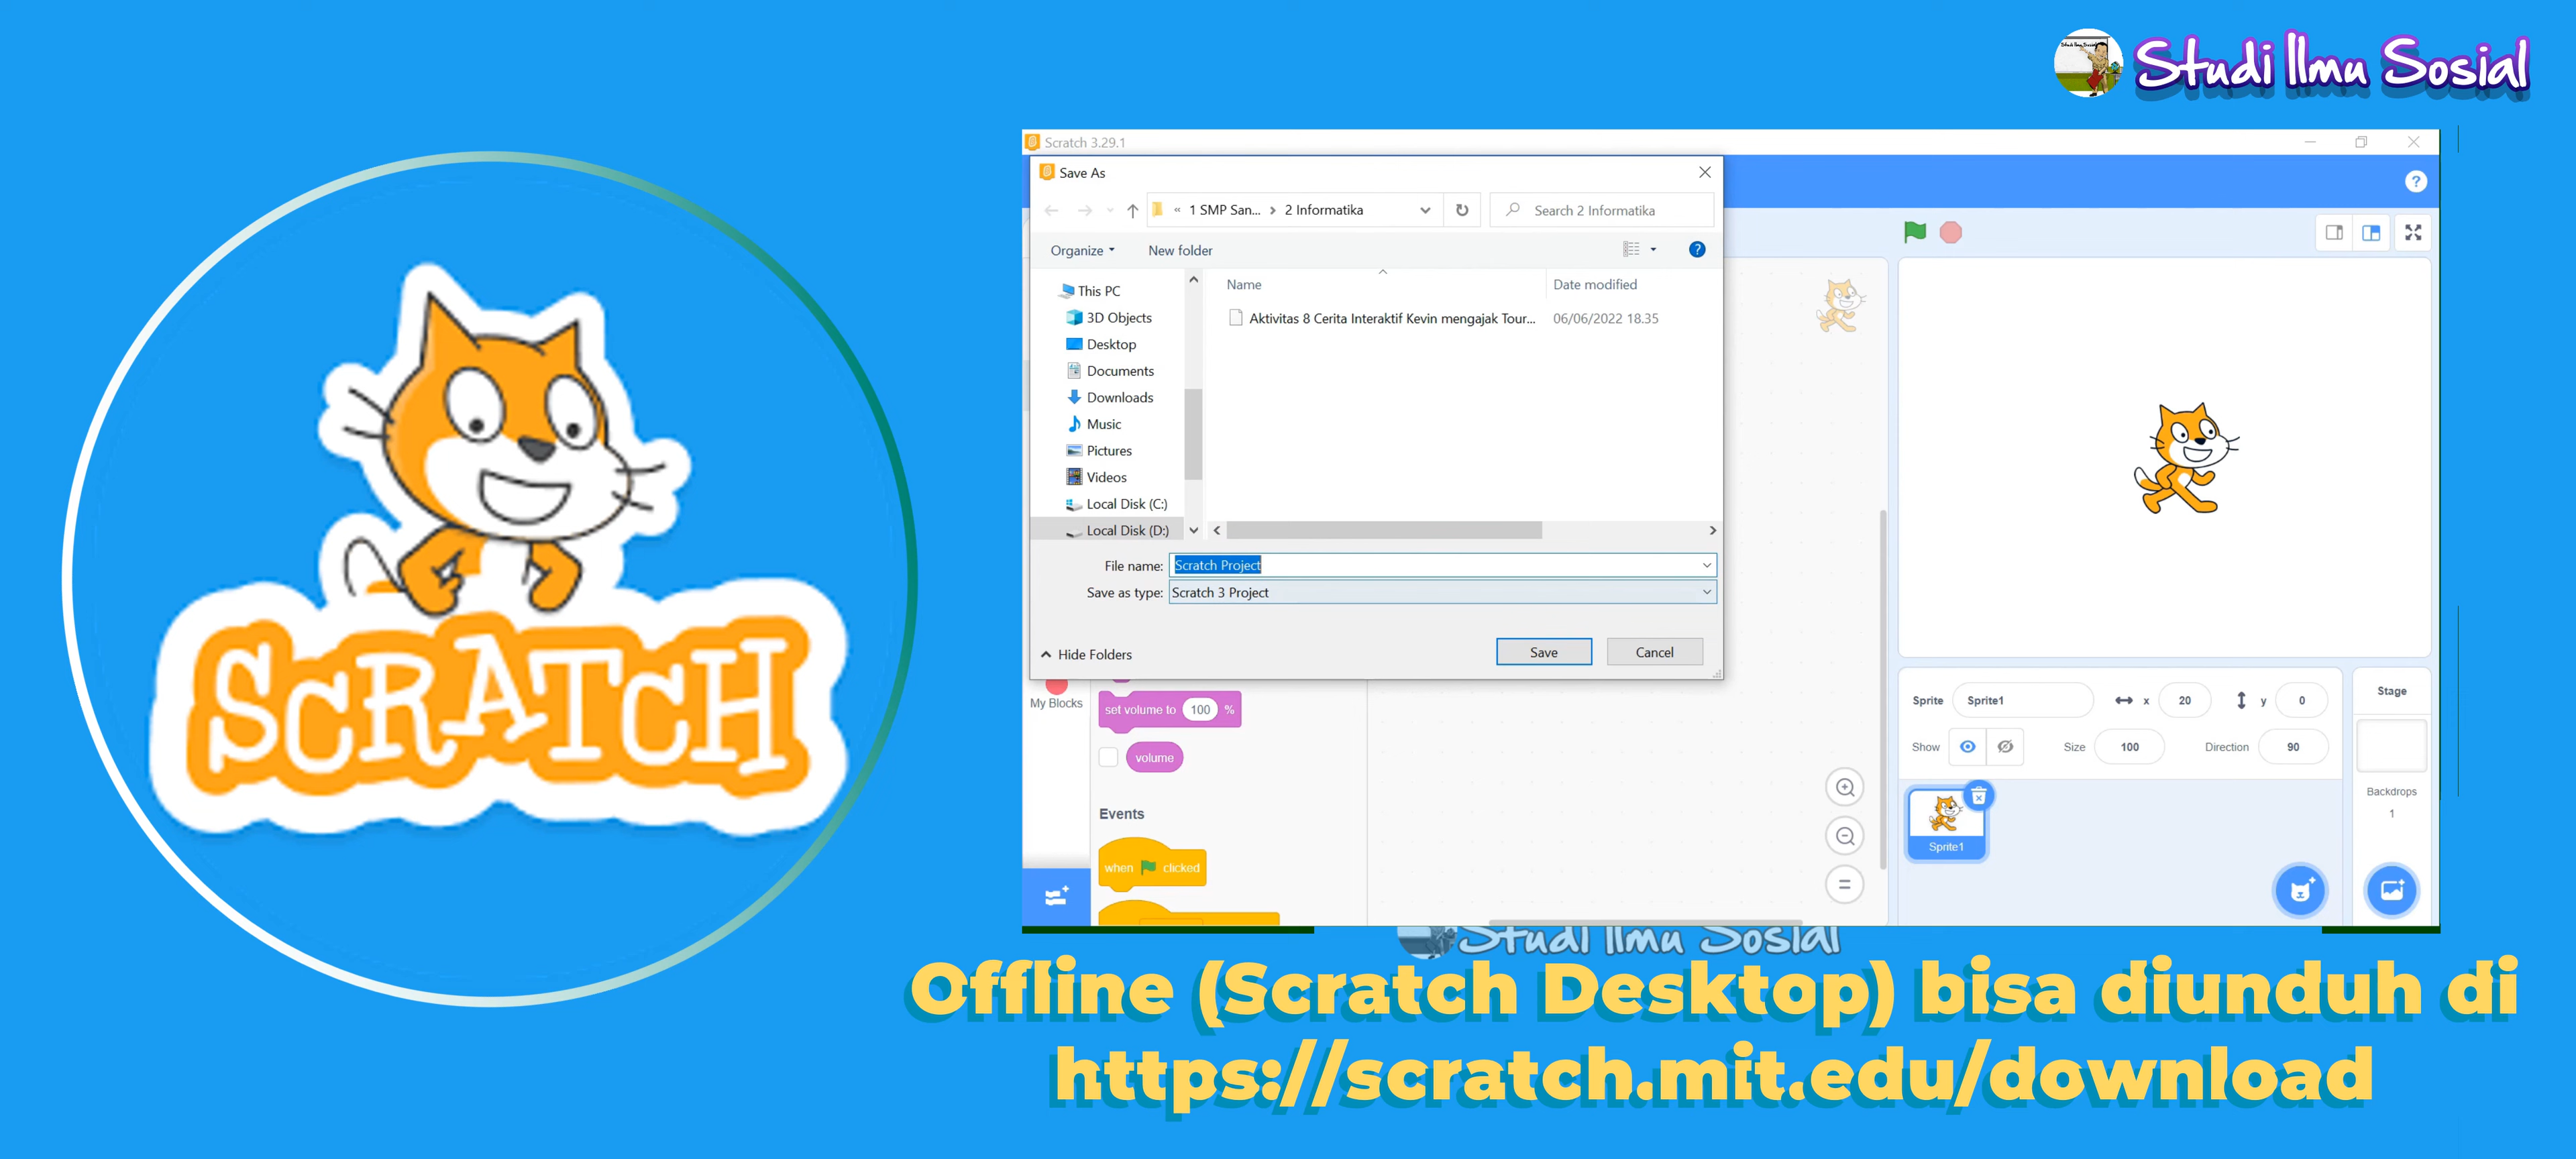 Studi Ilmu Sosial
Scratch 3.29.1
Save As
« 1 SMP San... > 2 Informatika
Search 2 Informatika
Organize
New folder
This PC
3D Objects
Desktop
Documents
Downloads
Music
Pictures
Videos
Local Disk (C:)
Local Disk (D:)
Name
Date modified
Aktivitas 8 Cerita Interaktif Kevin mengajak Tour...
06/06/2022 18.35
File name: Scratch Project
Save as type: Scratch 3 Project
Hide Folders
Save
Cancel
SCRATCH
My Blocks
set volume to 100 %
volume
Events
when clicked
Sprite Sprite1 x 20 y 0
Show Size 100 Direction 90
Sprite1
Stage
Backdrops
1
Studi Ilmu Sosial
Offline (Scratch Desktop) bisa diunduh di
https://scratch.mit.edu/download